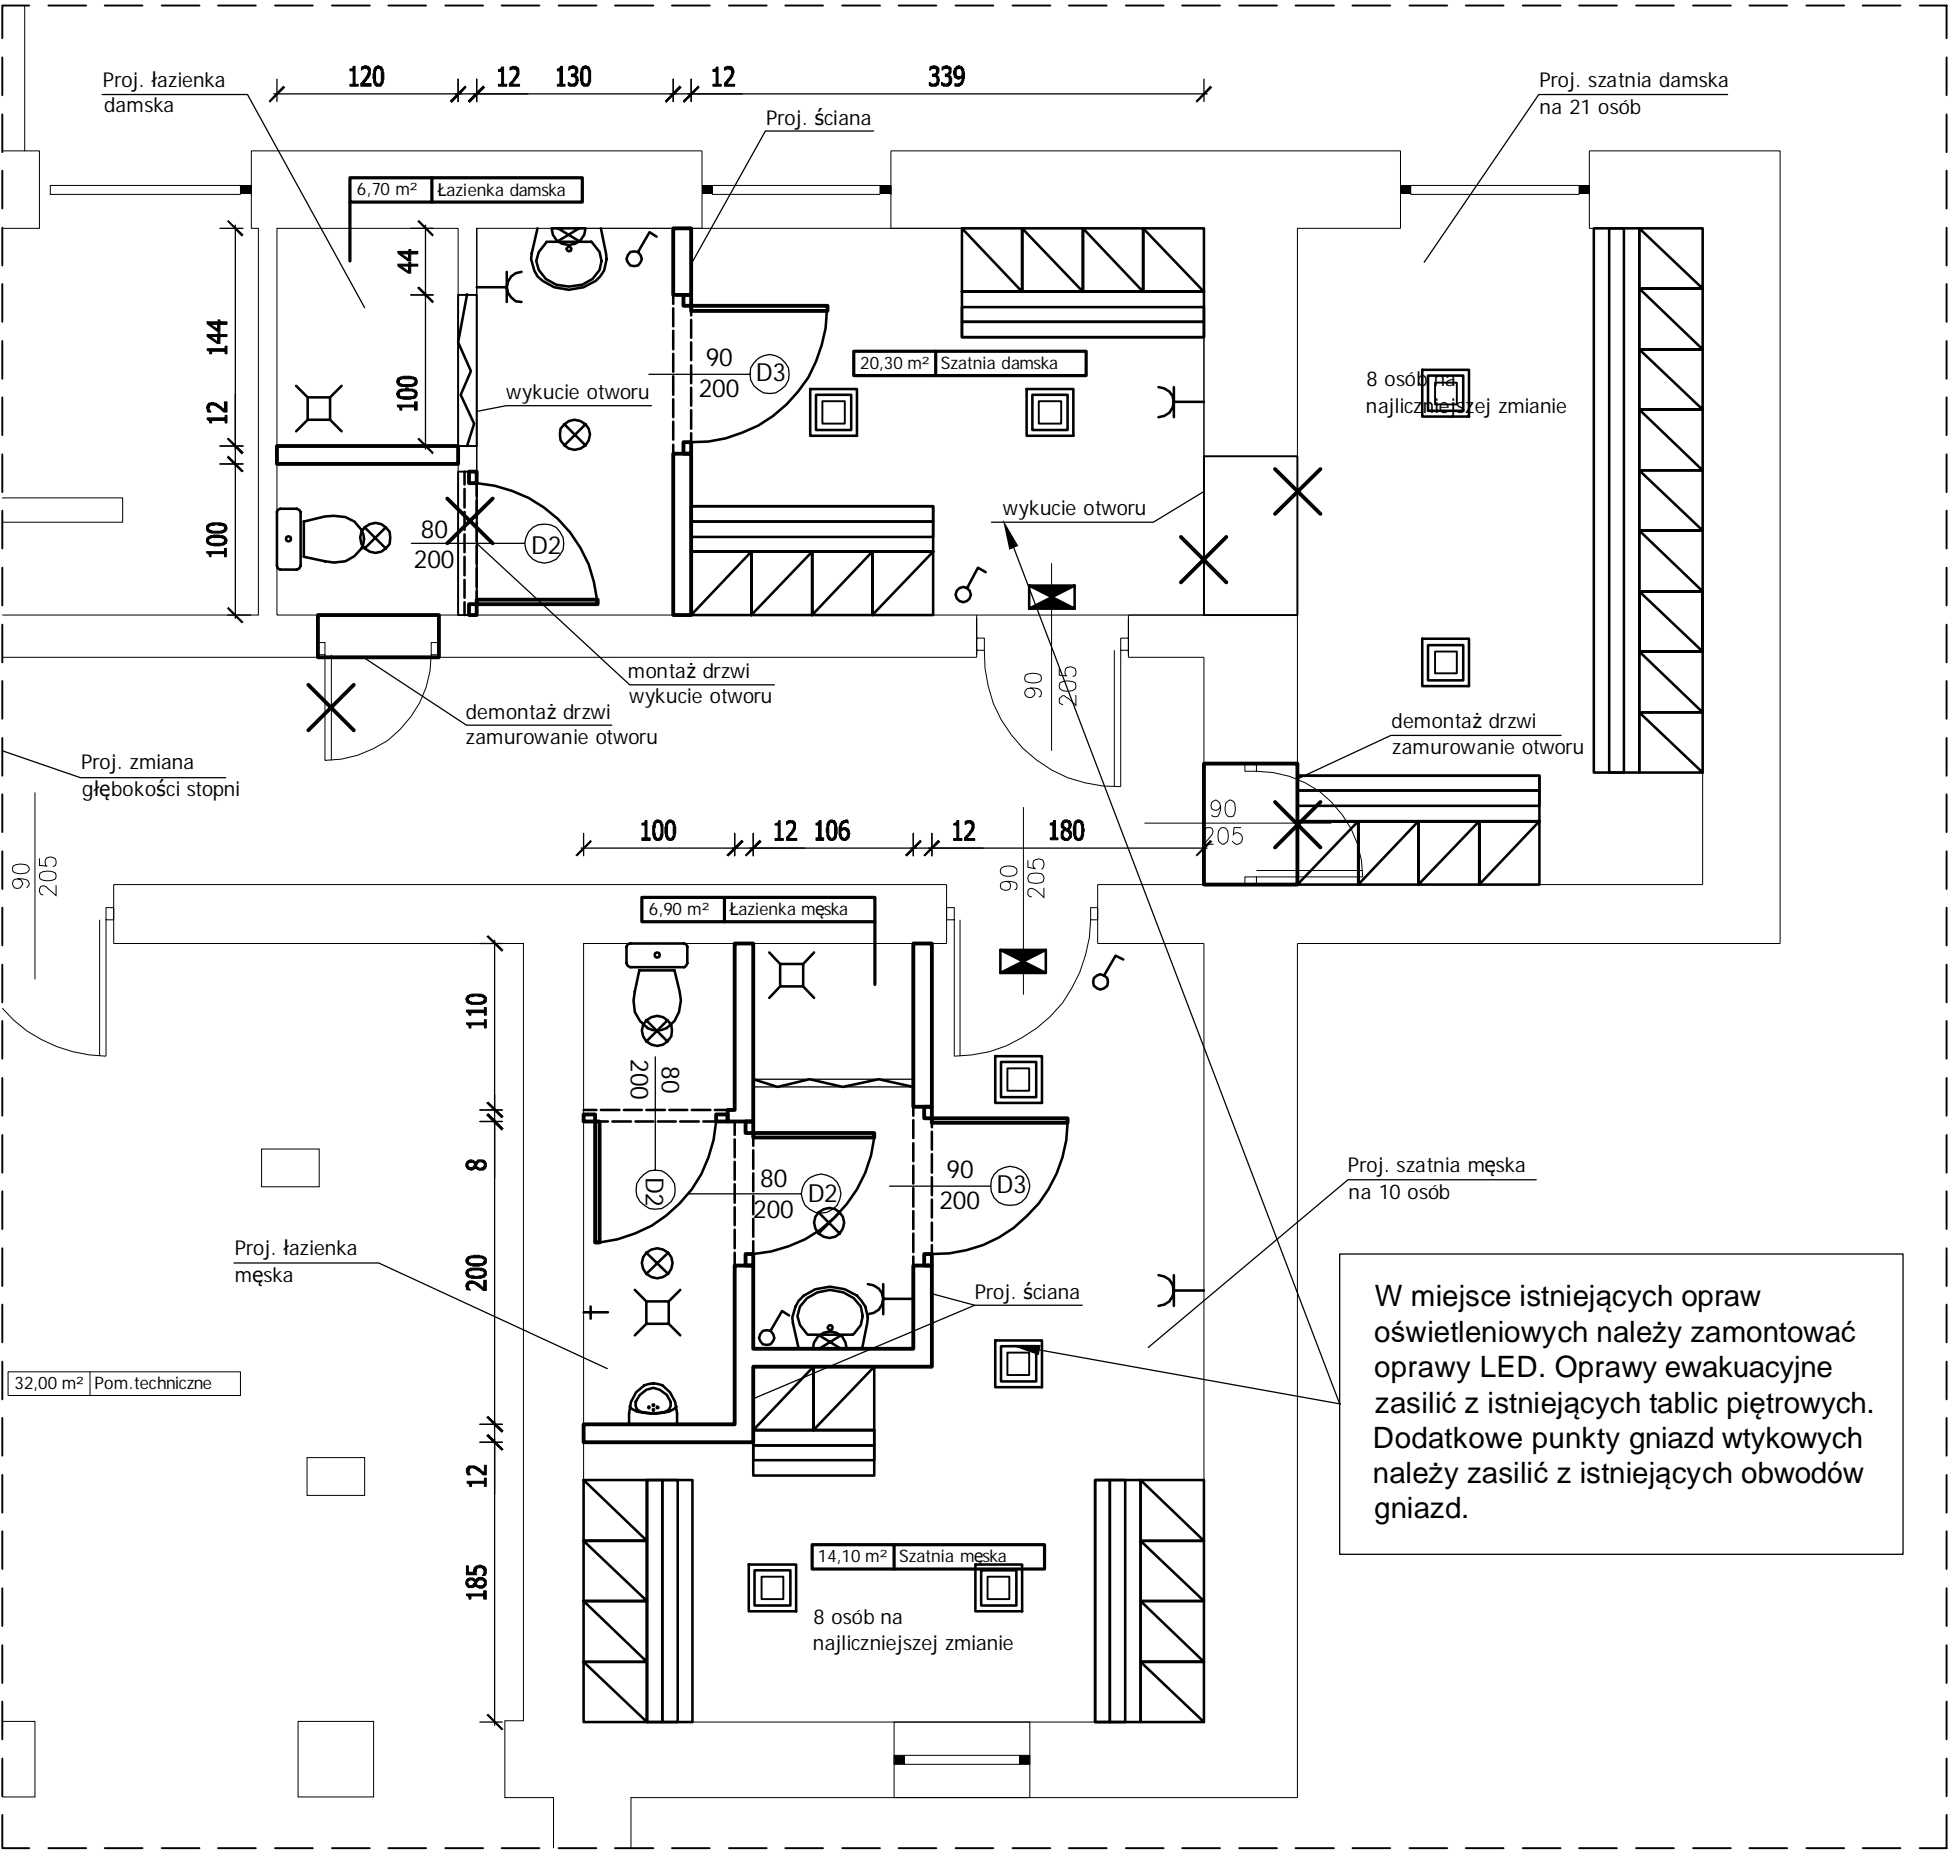 120
12
130
12
339
Proj. łazienka
damska
Proj. ściana
Proj. szatnia damska
na 21 osób
6,70 m² Łazienka damska
44
144
100
12
100
wykucie otworu
90
200
D3
20,30 m² Szatnia damska
8 osób na
najliczniejszej zmianie
wykucie otworu
80
200
D2
montaż drzwi
wykucie otworu
demontaż drzwi
zamurowanie otworu
90
205
demontaż drzwi
zamurowanie otworu
Proj. zmiana
głębokości stopni
90
205
100
12
106
12
180
90
205
90
205
6,90 m² Łazienka męska
110
8
200
12
185
80
200
D2
80
200
D2
90
200
D3
Proj. szatnia męska
na 10 osób
Proj. łazienka
męska
Proj. ściana
32,00 m² Pom.techniczne
W miejsce istniejących opraw
oświetleniowych należy zamontować
oprawy LED. Oprawy ewakuacyjne
zasilić z istniejących tablic piętrowych.
Dodatkowe punkty gniazd wtykowych
należy zasilić z istniejących obwodów
gniazd.
14,10 m² Szatnia męska
8 osób na
najliczniejszej zmianie